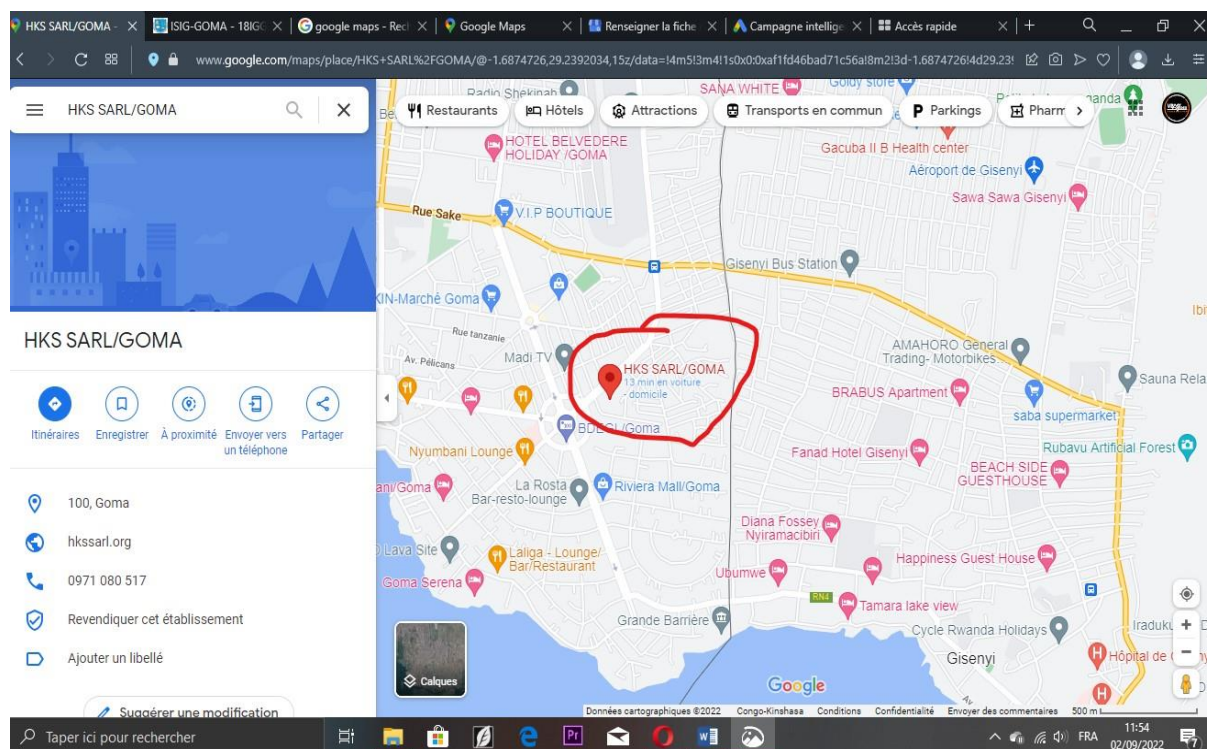 HKS SARL/GOMA -
ISIG-GOMA - 18IG
google maps - Rec
Google Maps
Renseigner la fiche
Campagne intellige
Accès rapide
www.google.com/maps/place/HKS+SARL%2FGOMA/@-1.6874726,29.2392034,15z/data=!4m5!3m4!1s0x0:0xaf1fd46bad71c56a!8m2!3d-1.6874726!4d29.23
HKS SARL/GOMA
Restaurants
Hôtels
Attractions
Transports en commun
P Parkings
Pharm
HKS SARL/GOMA
Itinéraires
Enregistrer
À proximité
Envoyer vers
un téléphone
Partager
100, Goma
hkssarl.org
0971 080 517
Revendiquer cet établissement
Ajouter un libellé
Suggérer une modification
Radio Shekinah
SANA WHITE
Goldy store
HOTEL BELVEDERE
HOLIDAY /GOMA
Gacuba II B Health center
Aéroport de Gisenyi
Sawa Sawa Gisenyi
Rue Sake
V.I.P BOUTIQUE
Gisenyi Bus Station
KIN-Marché Goma
Rue tanzanie
Av. Pélicans
Madi TV
HKS SARL/GOMA
13 min en voiture
- domicile
AMAHORO General
Trading- Motorbikes...
Sauna Rela
BRABUS Apartment
saba supermarket
BDEGL/Goma
Nyumbani Lounge
Fanad Hotel Gisenyi
Rubavu Artificial Forest
BEACH SIDE
GUESTHOUSE
ani/Goma
La Rosta
Bar-resto-lounge
Riviera Mall/Goma
Diana Fossey
Nyiramacibiri
Lava Site
Laliga - Lounge/
Bar/Restaurant
Happiness Guest House
Goma Serena
Ubumwe
RN4
Tamara lake view
Grande Barrière
Cycle Rwanda Holidays
Iraduku
Gisenyi
Hôpital de
Calques
Google
Données cartographiques ©2022
Congo-Kinshasa
Conditions
Confidentialité
Envoyer des commentaires
500 m
Taper ici pour rechercher
Pr
FRA
11:54
02/09/2022